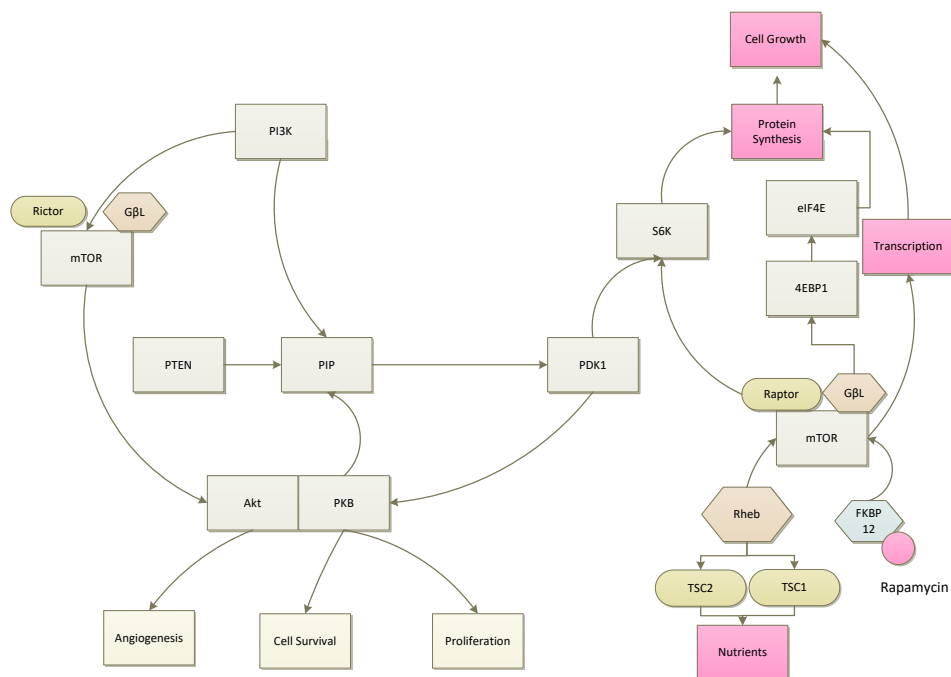 Cell Growth
Protein
Synthesis
PI3K
Rictor
GβL
mTOR
eIF4E
S6K
Transcription
4EBP1
PTEN
PIP
PDK1
Raptor
GβL
mTOR
Akt
PKB
Rheb
FKBP
12
Rapamycin
TSC2
TSC1
Angiogenesis
Cell Survival
Proliferation
Nutrients